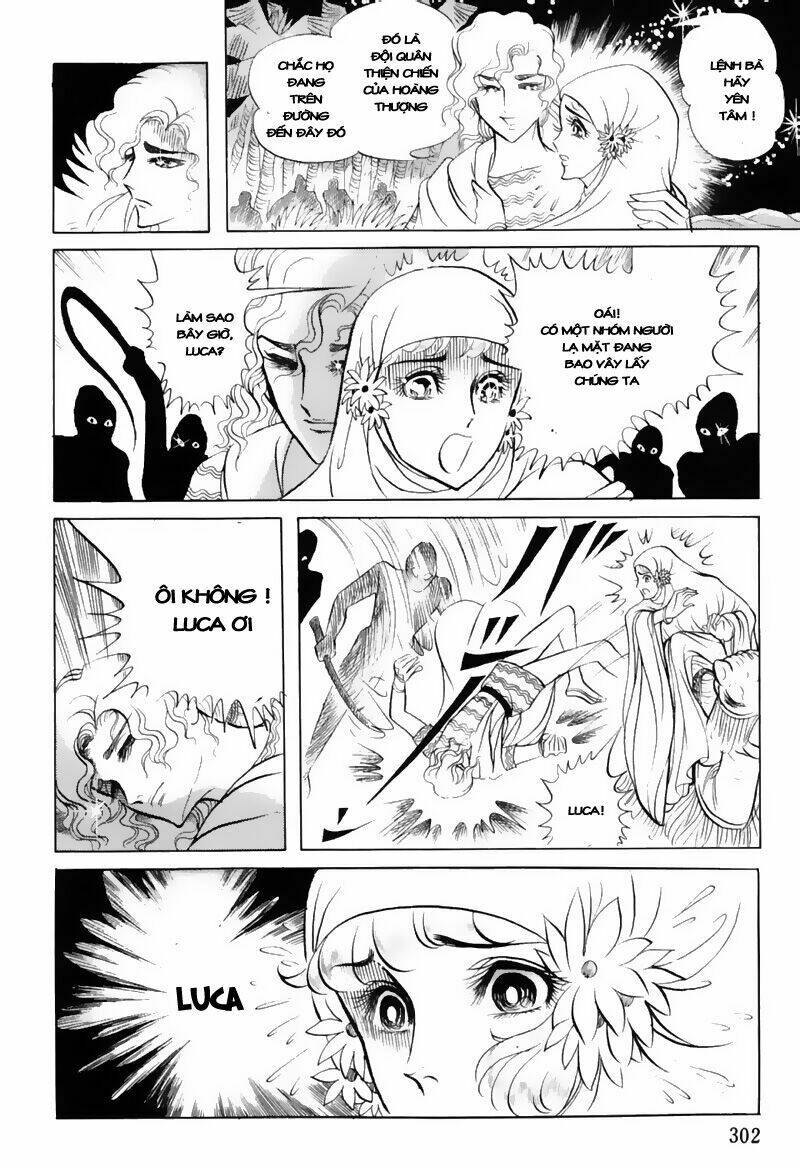 LỆNH BÀ
HÃY
YÊN
TÂM !
ĐÓ LÀ
ĐỘI QUÂN
THIỆN CHIẾN
CỦA HOÀNG
THƯỢNG
CHẮC HỌ
ĐANG
TRÊN
ĐƯỜNG
ĐẾN ĐÂY ĐÓ
OÁI!
CÓ MỘT NHÓM NGƯỜI
LẠ MẶT ĐANG
BAO VÂY LẤY
CHÚNG TA
LÀM SAO
BÂY GIỜ,
LUCA?
LUCA!
ÔI KHÔNG !
LUCA ƠI
LUCA
302